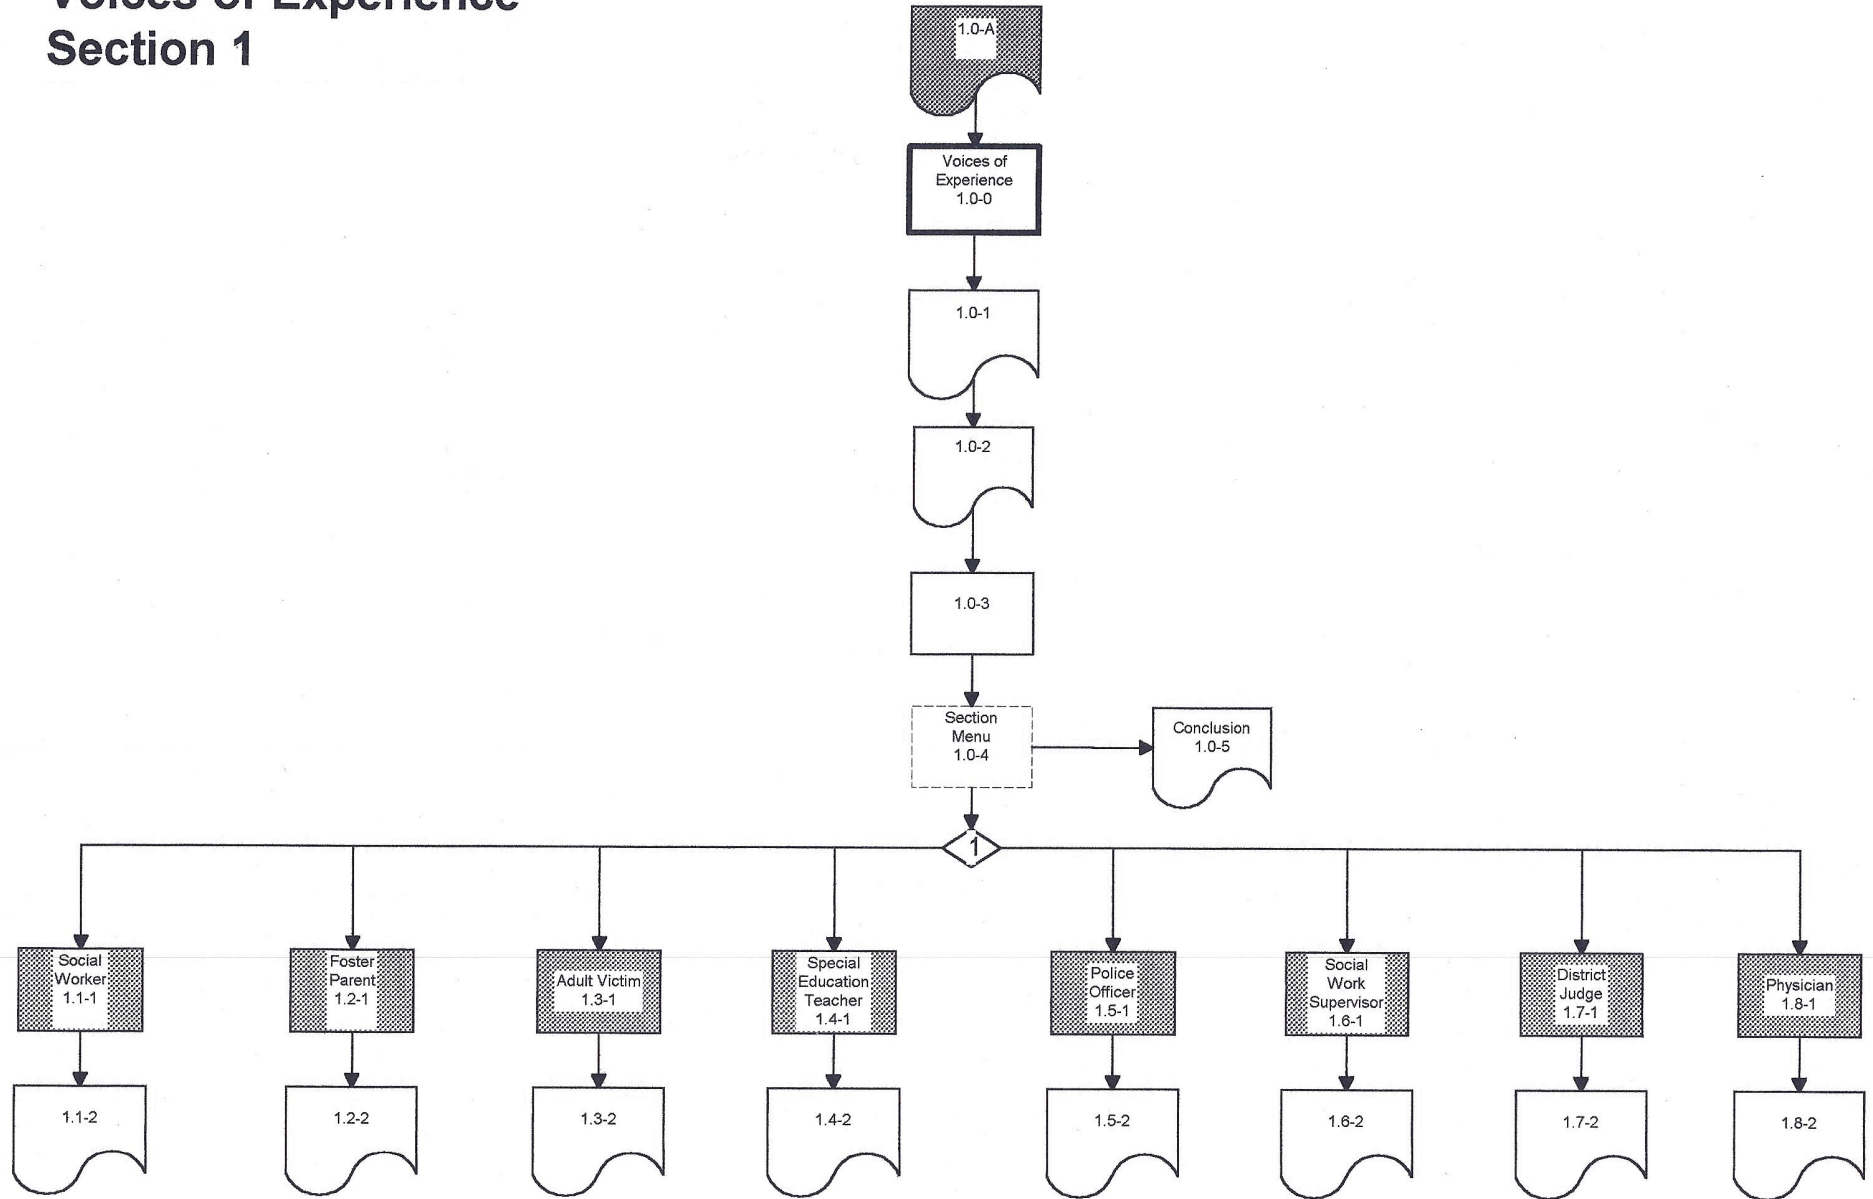 Voices of Experience
Section 1
1.0-A
Voices of
Experience
1.0-0
1.0-1
1.0-2
1.0-3
Section
Menu
1.0-4
Conclusion
1.0-5
1
Social
Worker
1.1-1
Foster
Parent
1.2-1
Adult Victim
1.3-1
Special
Education
Teacher
1.4-1
Police
Officer
1.5-1
Social
Work
Supervisor
1.6-1
District
Judge
1.7-1
Physician
1.8-1
1.1-2
1.2-2
1.3-2
1.4-2
1.5-2
1.6-2
1.7-2
1.8-2